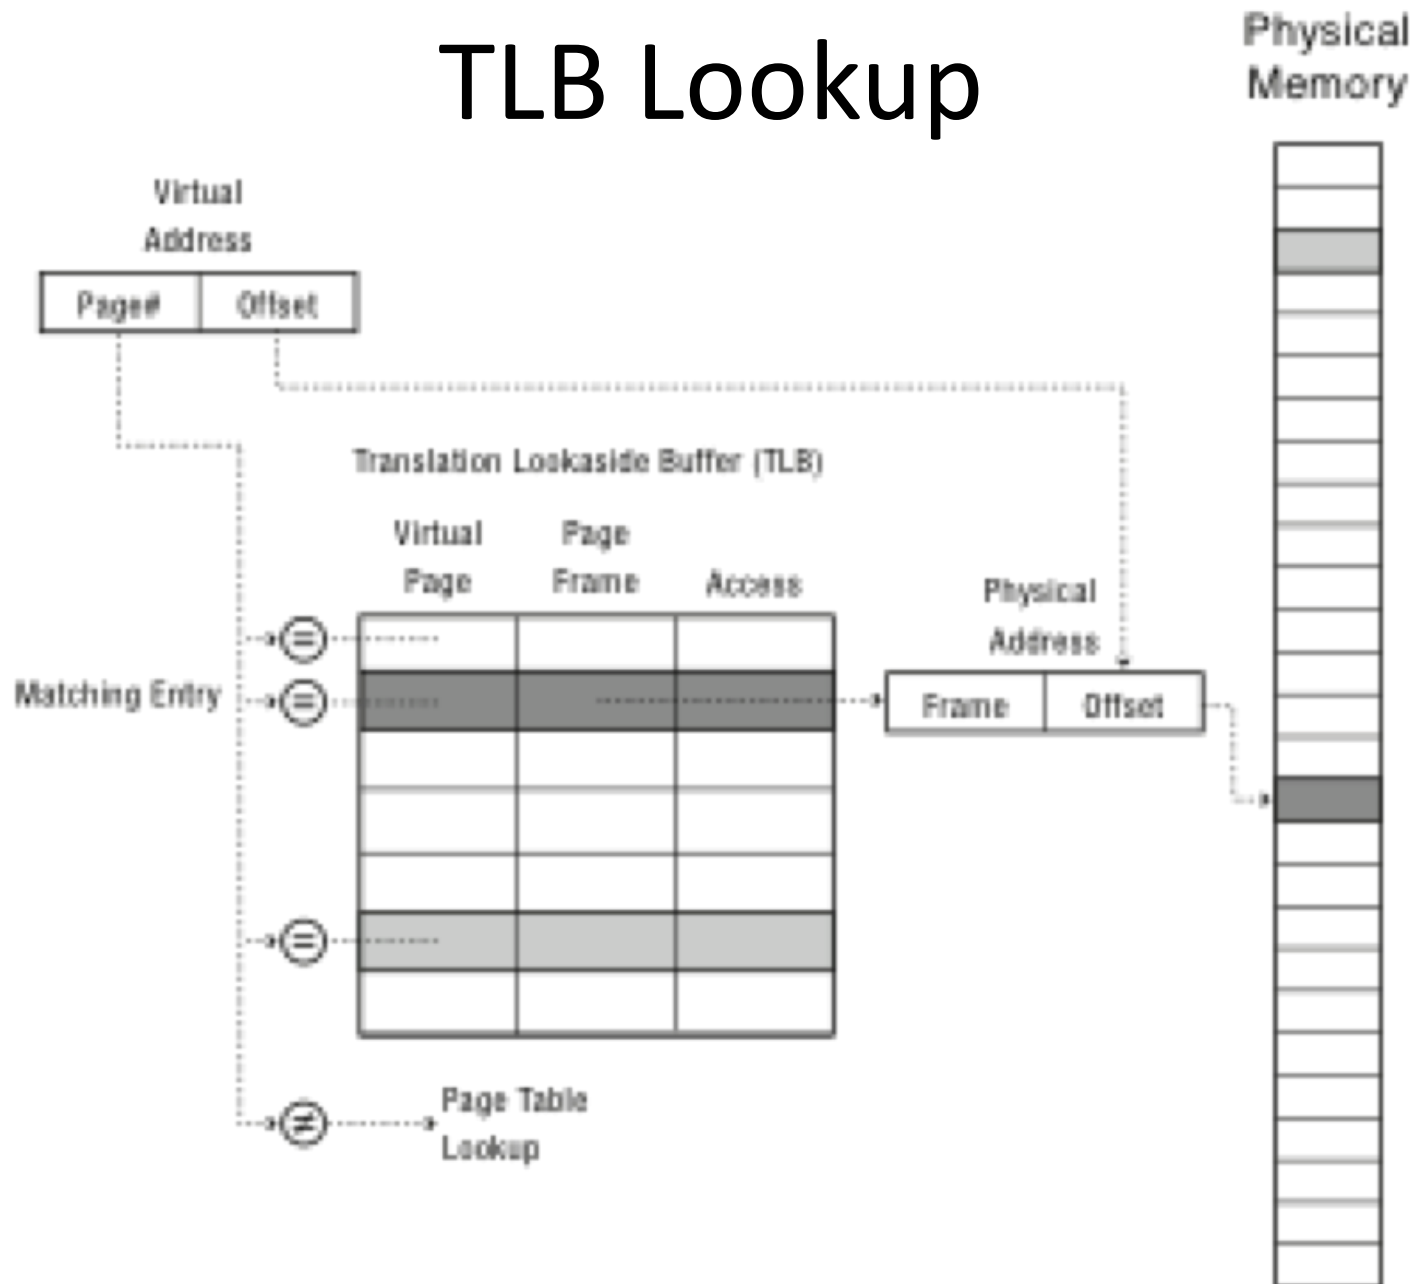 TLB Lookup
Physical
Memory
Virtual
Address
Page#
Offset
Translation Lookaside Buffer (TLB)
Virtual
Page
Page
Frame
Access
Physical
Address
Matching Entry
Frame
Offset
Page Table
Lookup